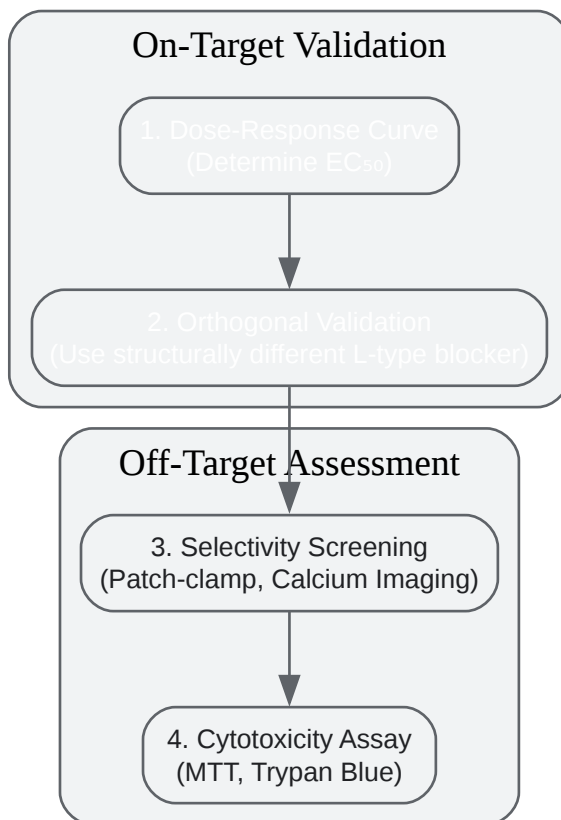 On-Target Validation
1. Dose-Response Curve
(Determine EC₅₀)
2. Orthogonal Validation
(Use structurally different L-type blocker)
Off-Target Assessment
3. Selectivity Screening
(Patch-clamp, Calcium Imaging)
4. Cytotoxicity Assay
(MTT, Trypan Blue)